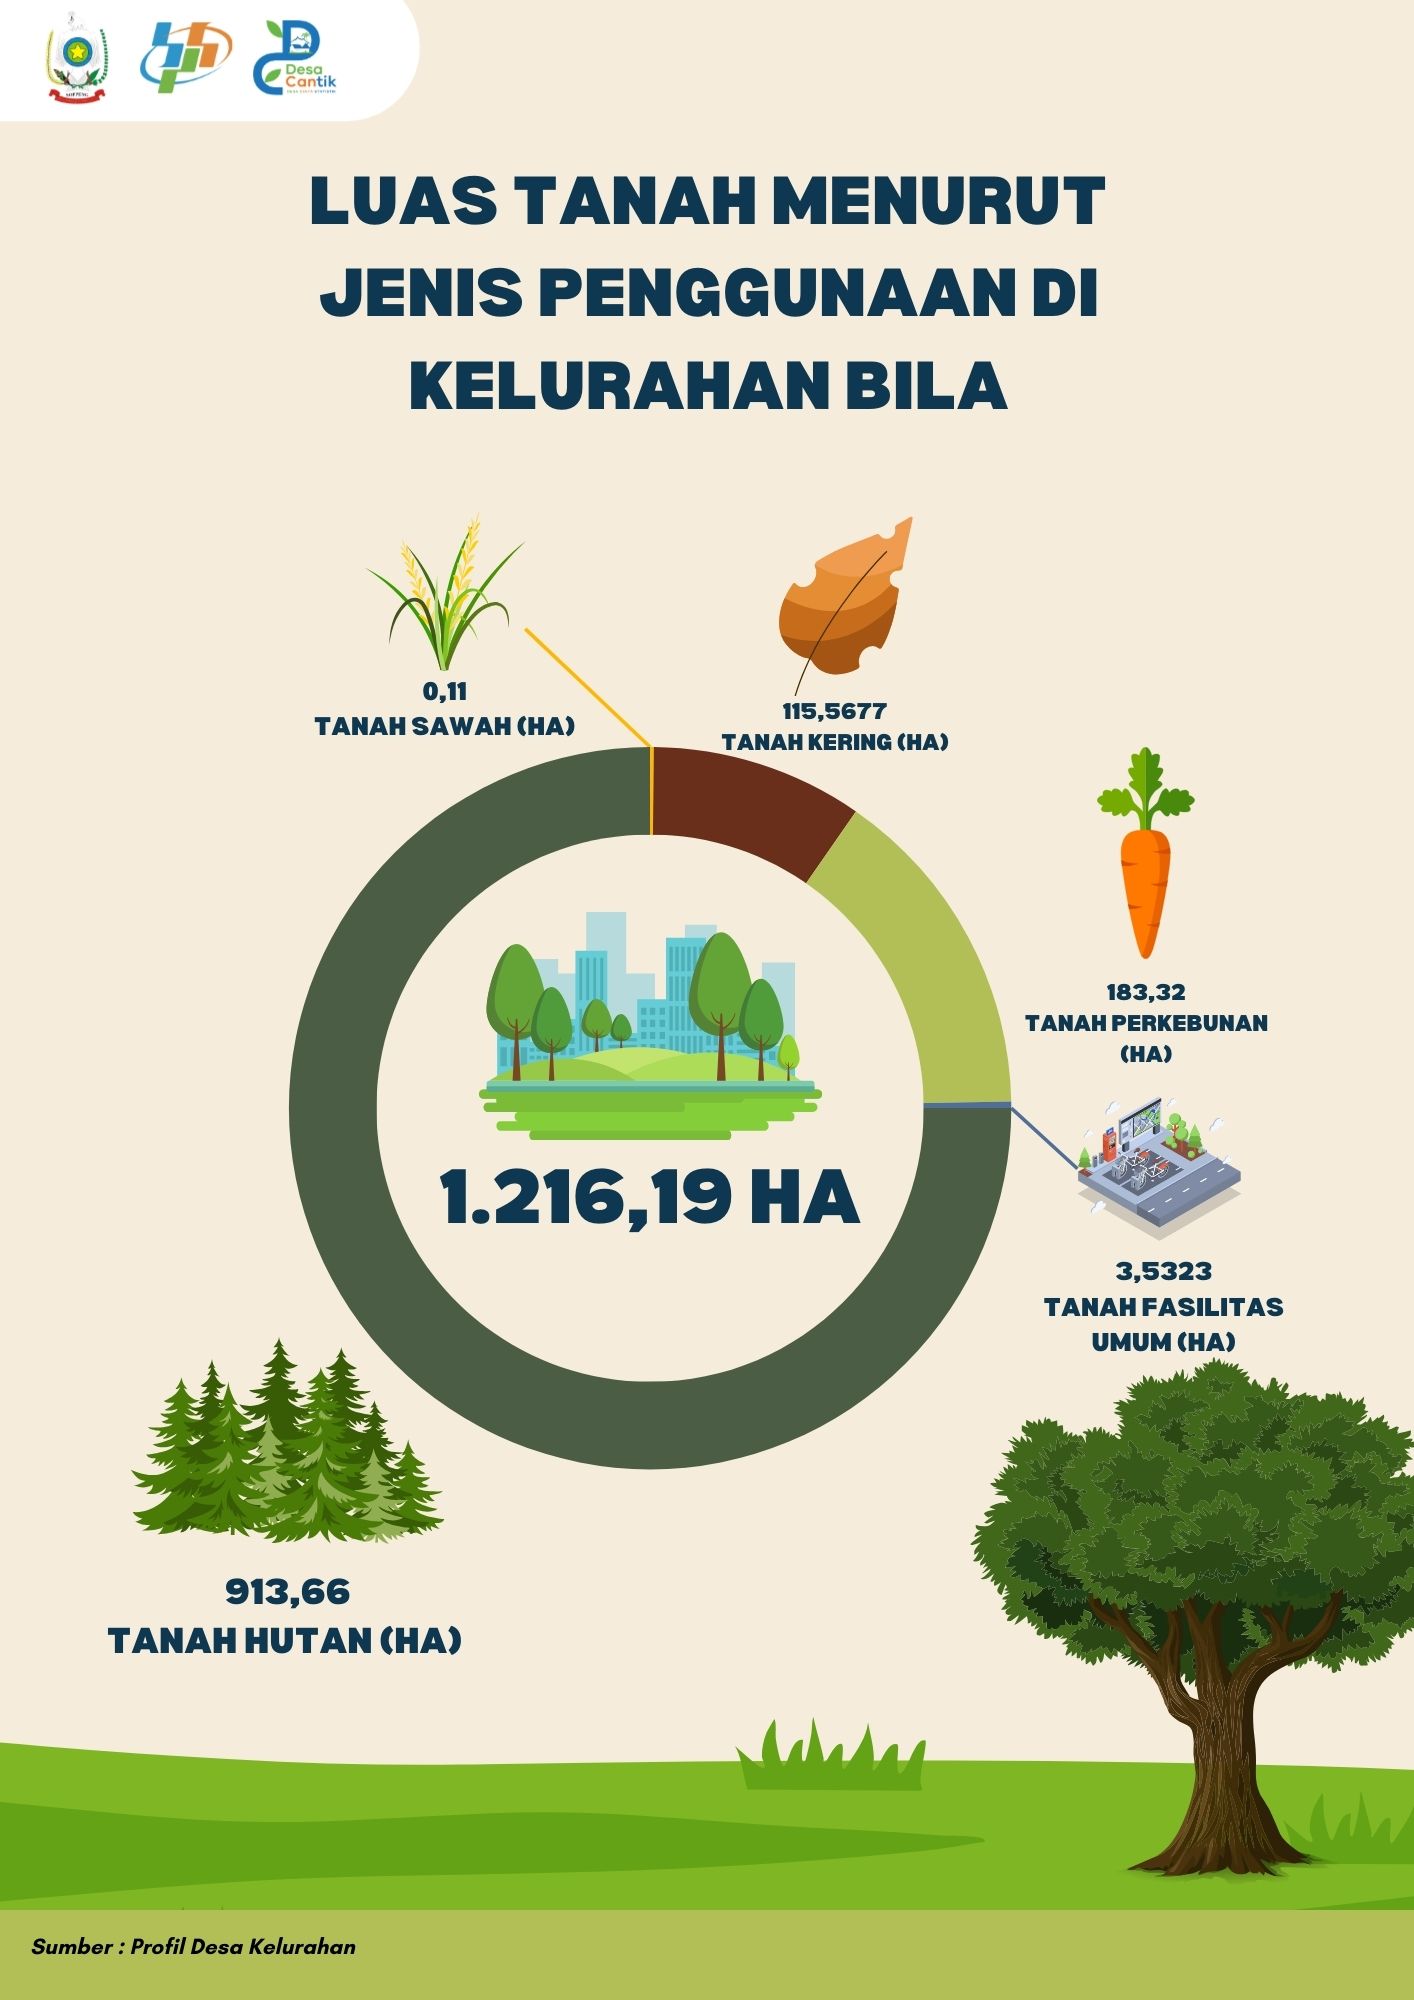 Desa
Cantik
LUAS TANAH MENURUT
JENIS PENGGUNAAN DI
KELURAHAN BILA
0,11
TANAH SAWAH (HA)
115,5677
TANAH KERING (HA)
183,32
TANAH PERKEBUNAN
(HA)
1.216,19 HA
3,5323
TANAH FASILITAS
UMUM (HA)
913,66
TANAH HUTAN (HA)
Sumber : Profil Desa Kelurahan